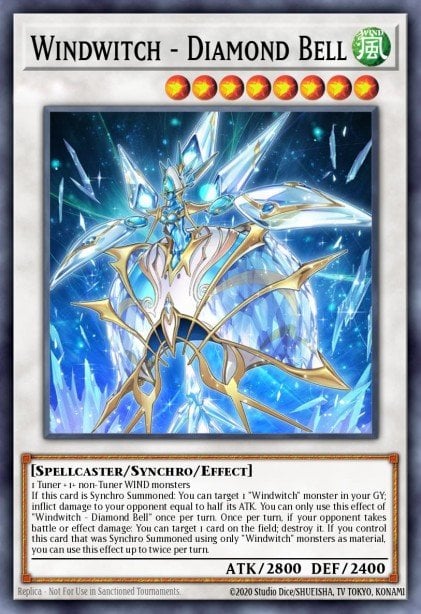 Windwitch - Diamond Bell
WIND
風
[Spellcaster/Synchro/Effect]
1 Tuner + 1+ non-Tuner WIND monsters
If this card is Synchro Summoned: You can target 1 "Windwitch" monster in your GY;
inflict damage to your opponent equal to half its ATK. You can only use this effect of
"Windwitch - Diamond Bell" once per turn. Once per turn, if your opponent takes
battle or effect damage: You can target 1 card on the field; destroy it. If you control
this card that was Synchro Summoned using only "Windwitch" monsters as material,
you can use this effect up to twice per turn.
ATK/2800 DEF/2400
Replica - Not For Use in Sanctioned Tournaments.
©2020 Studio Dice/SHUEISHA, TV TOKYO, KONAMI